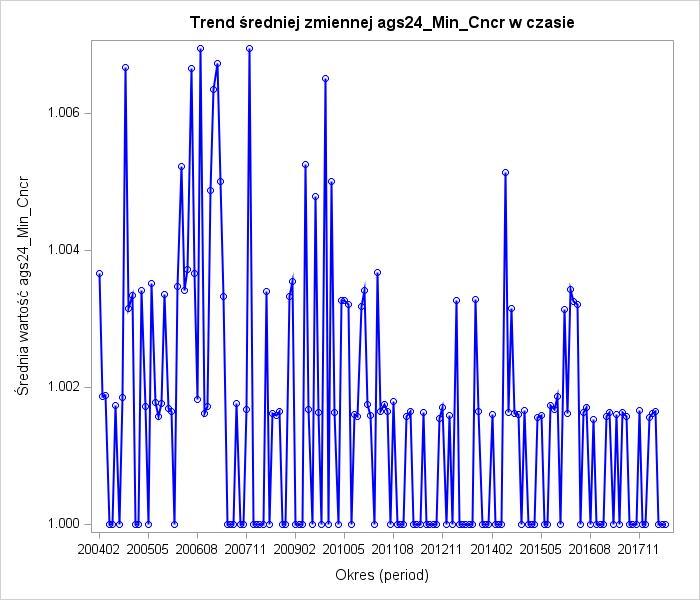 Trend średniej zmiennej ags24_Min_Cncr w czasie
Średnia wartość ags24_Min_Cncr
1.006
1.004
1.002
1.000
200402 200505 200608 200711 200902 201005 201108 201211 201402 201505 201608 201711
Okres (period)